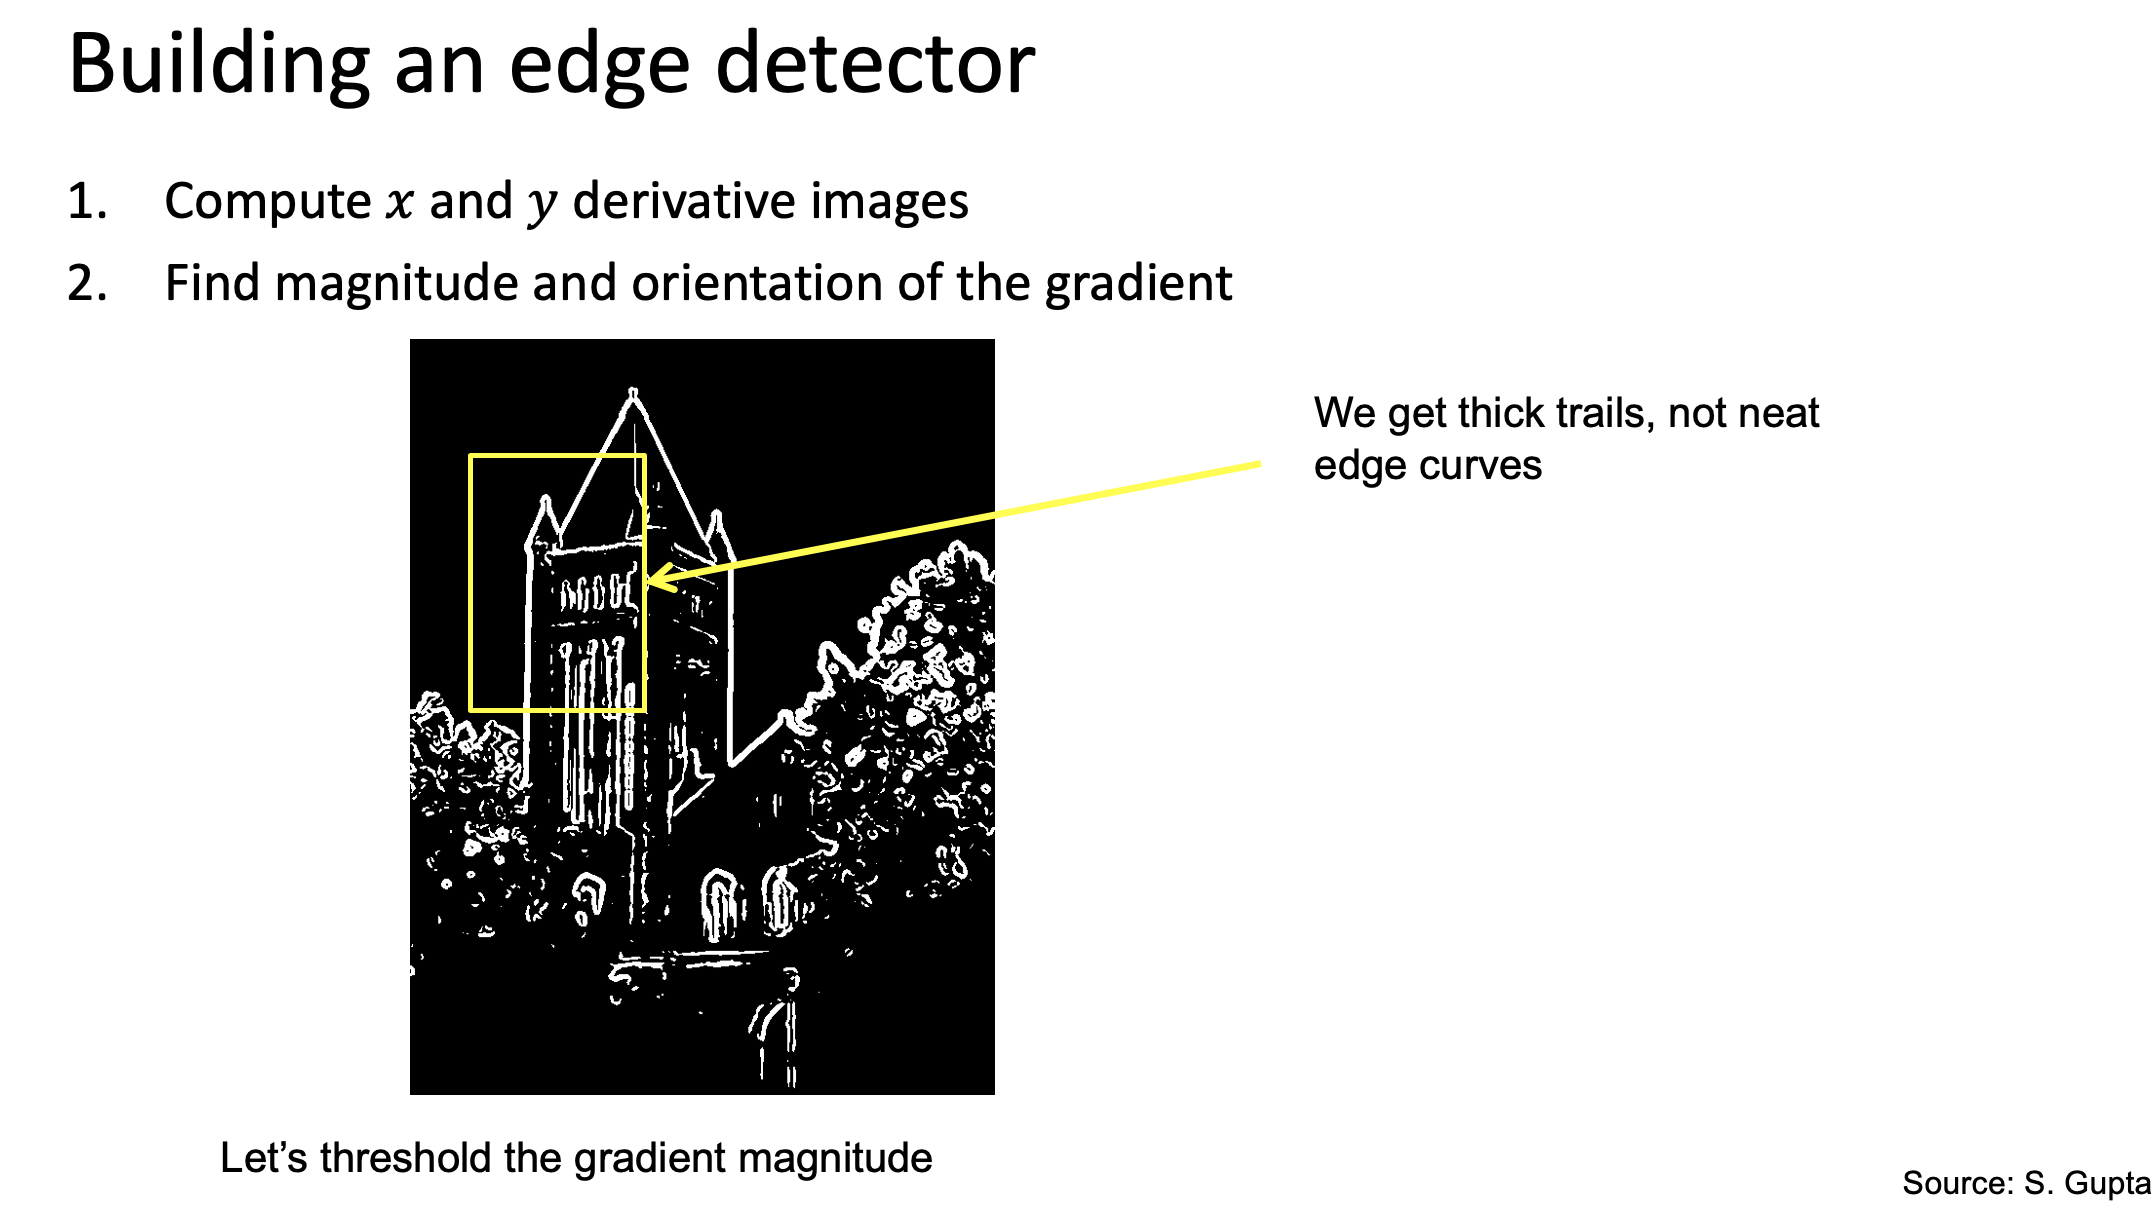 Building an edge detector
1. Compute x and y derivative images
2. Find magnitude and orientation of the gradient
We get thick trails, not neat
edge curves
Let’s threshold the gradient magnitude
Source: S. Gupta